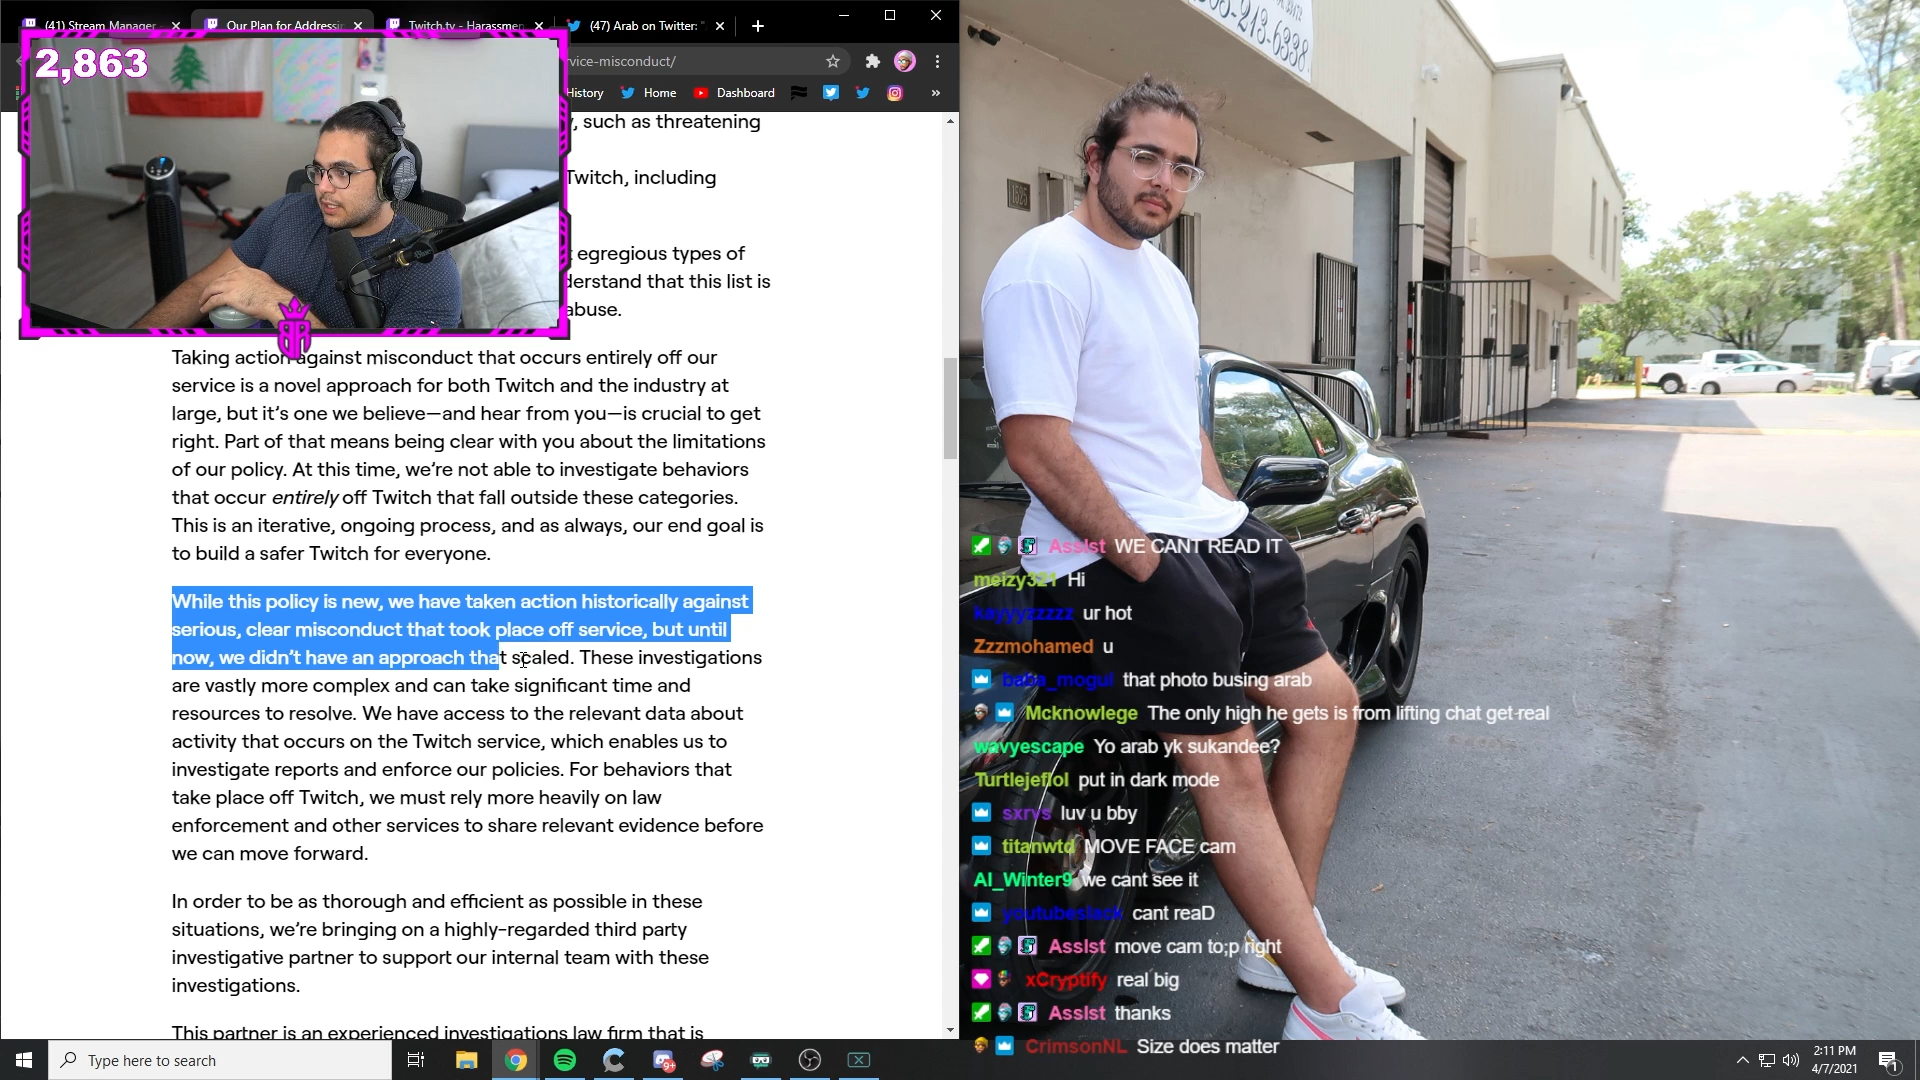 (41) Stream Manager
Our Plan for Addressi
Twitch.tv - Harassmen
(47) Arab on Twitter: "
rvice-misconduct/
History
Home
Dashboard
2,863
, such as threatening
Twitch, including
egregious types of
derstand that this list is
abuse.
Taking action against misconduct that occurs entirely off our
service is a novel approach for both Twitch and the industry at
large, but it's one we believe—and hear from you—is crucial to get
right. Part of that means being clear with you about the limitations
of our policy. At this time, we're not able to investigate behaviors
that occur entirely off Twitch that fall outside these categories.
This is an iterative, ongoing process, and as always, our end goal is
to build a safer Twitch for everyone.
While this policy is new, we have taken action historically against
serious, clear misconduct that took place off service, but until
now, we didn't have an approach that scaled. These investigations
are vastly more complex and can take significant time and
resources to resolve. We have access to the relevant data about
activity that occurs on the Twitch service, which enables us to
investigate reports and enforce our policies. For behaviors that
take place off Twitch, we must rely more heavily on law
enforcement and other services to share relevant evidence before
we can move forward.
In order to be as thorough and efficient as possible in these
situations, we're bringing on a highly-regarded third party
investigative partner to support our internal team with these
investigations.
This partner is an experienced investigations law firm that is
213-6338
1525
AssIst WE CANT READ IT
meizy321 Hi
kayyyzzzzz ur hot
Zzzmohamed u
baba_mogul that photo busing arab
Mcknowlege The only high he gets is from lifting chat get real
wavyescape Yo arab yk sukandee?
Turtlejeflol put in dark mode
sxrvs luv u bby
titanwtd MOVE FACE cam
Al_Winter9 we cant see it
youtubeslack cant reaD
AssIst move cam to;p right
xCryptify real big
AssIst thanks
CrimsonNL Size does matter
Type here to search
9+
2:11 PM
4/7/2021
1